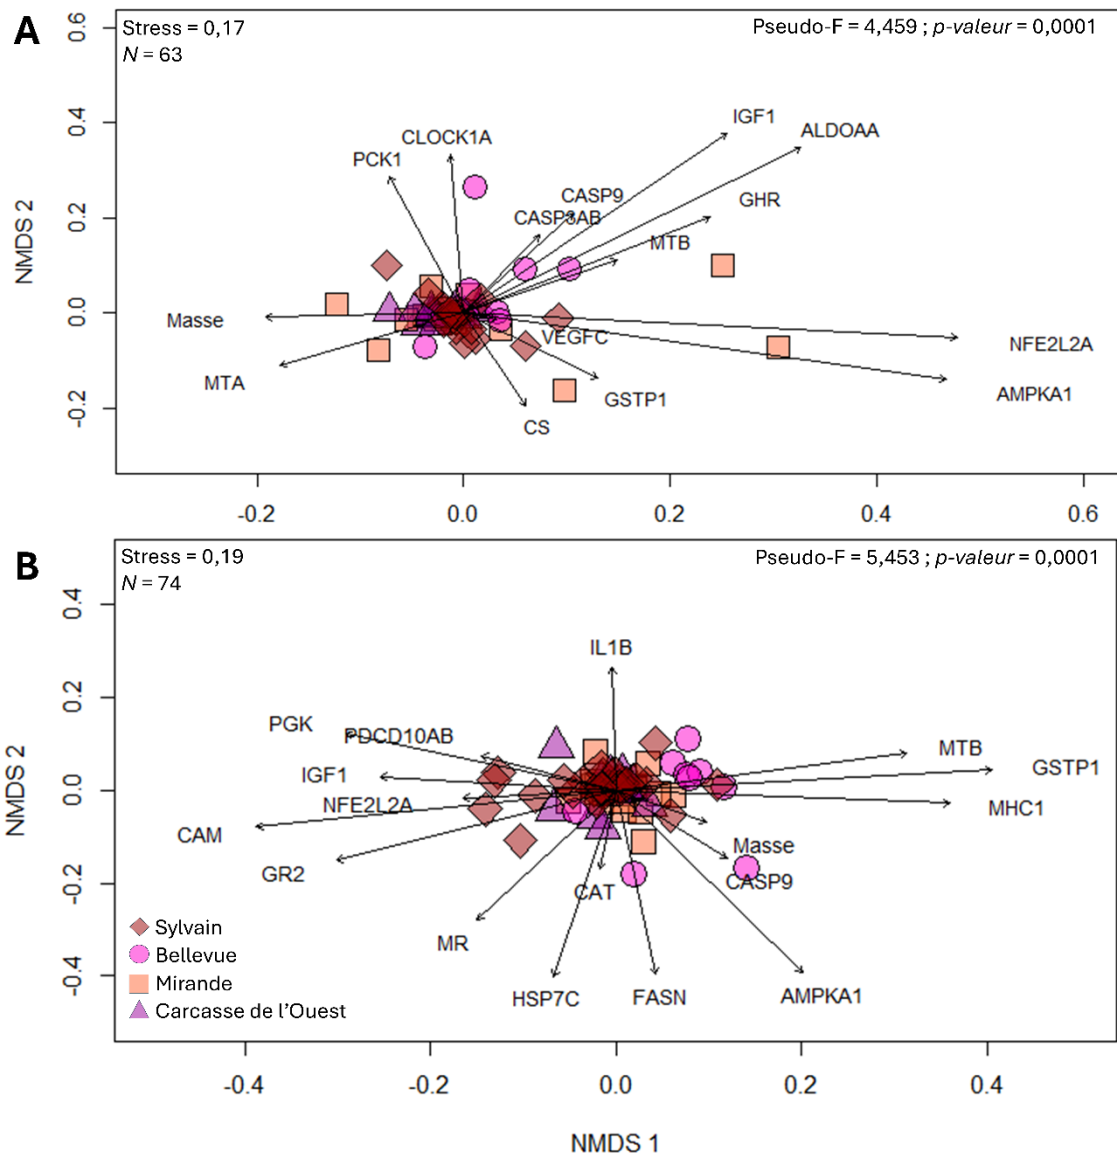 A
Stress = 0,17
N = 63
Pseudo-F = 4,459 ; p-valeur = 0,0001
NMDS 2
0.6
0.4
0.2
0.0
-0.2
IGF1
ALDOAA
CLOCK1A
PCK1
CASP9
GHR
CASP3AB
MTB
Masse
VEGFC
NFE2L2A
MTA
GSTP1
AMPKA1
CS
-0.2
0.0
0.2
0.4
0.6
B
Stress = 0,19
N = 74
Pseudo-F = 5,453 ; p-valeur = 0,0001
NMDS 2
0.4
0.2
0.0
-0.2
-0.4
IL1B
PGK
PDCD10AB
MTB
IGF1
GSTP1
NFE2L2A
MHC1
CAM
Masse
GR2
CASP9
CAT
MR
HSP7C
FASN
AMPKA1
Sylvain
Bellevue
Mirande
Carcasse de l'Ouest
-0.4
-0.2
0.0
0.2
0.4
NMDS 1